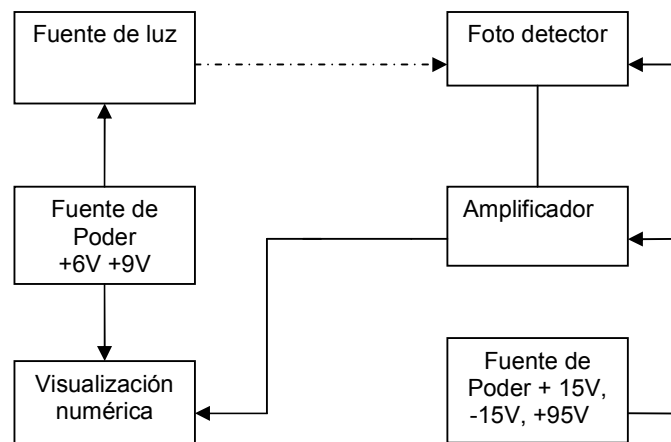 Fuente de luz
Foto detector
Fuente de
Poder
+6V +9V
Amplificador
Visualización
numérica
Fuente de
Poder + 15V,
-15V, +95V